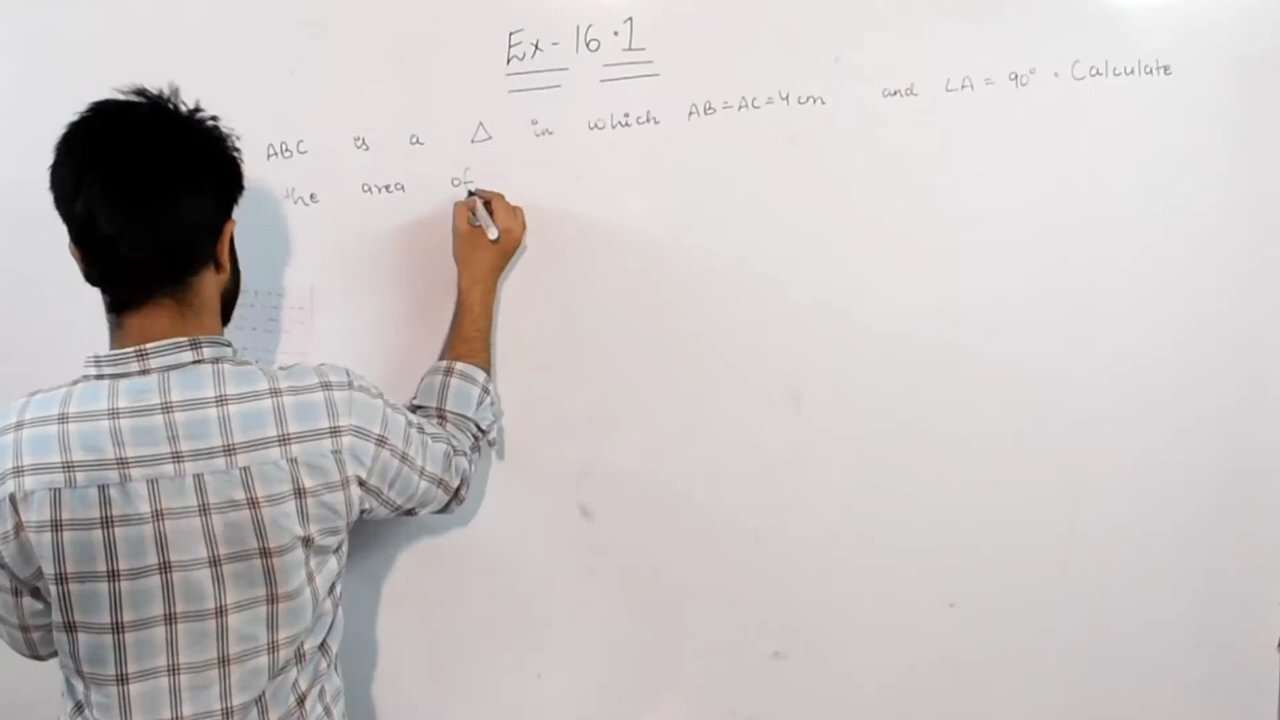 Ex-16.1
ABC is a △ in which AB=AC=4cm and ∠A = 90°. Calculate
the area of